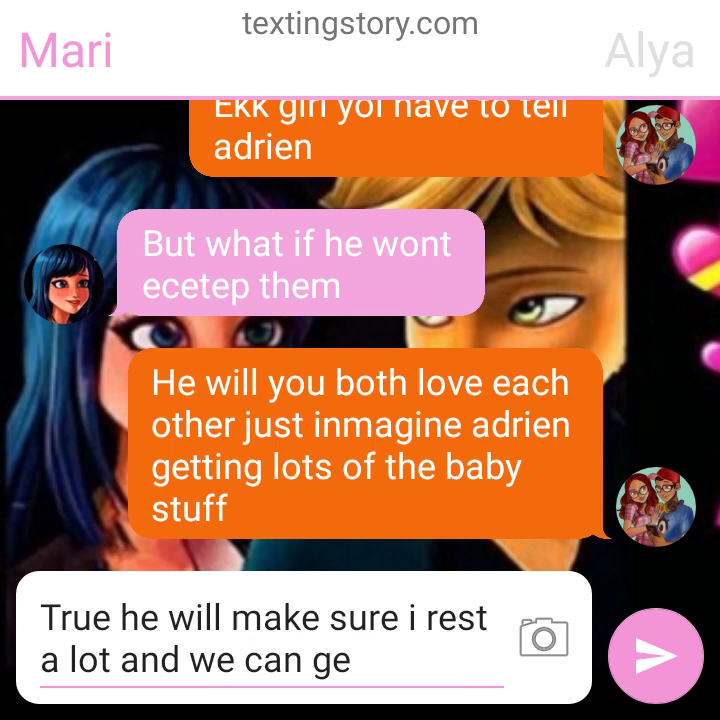 textingstory.com
Mari
Alya
Ekk girl yol have to tell
adrien
But what if he wont
ecetep them
He will you both love each
other just inmagine adrien
getting lots of the baby
stuff
True he will make sure i rest
a lot and we can ge